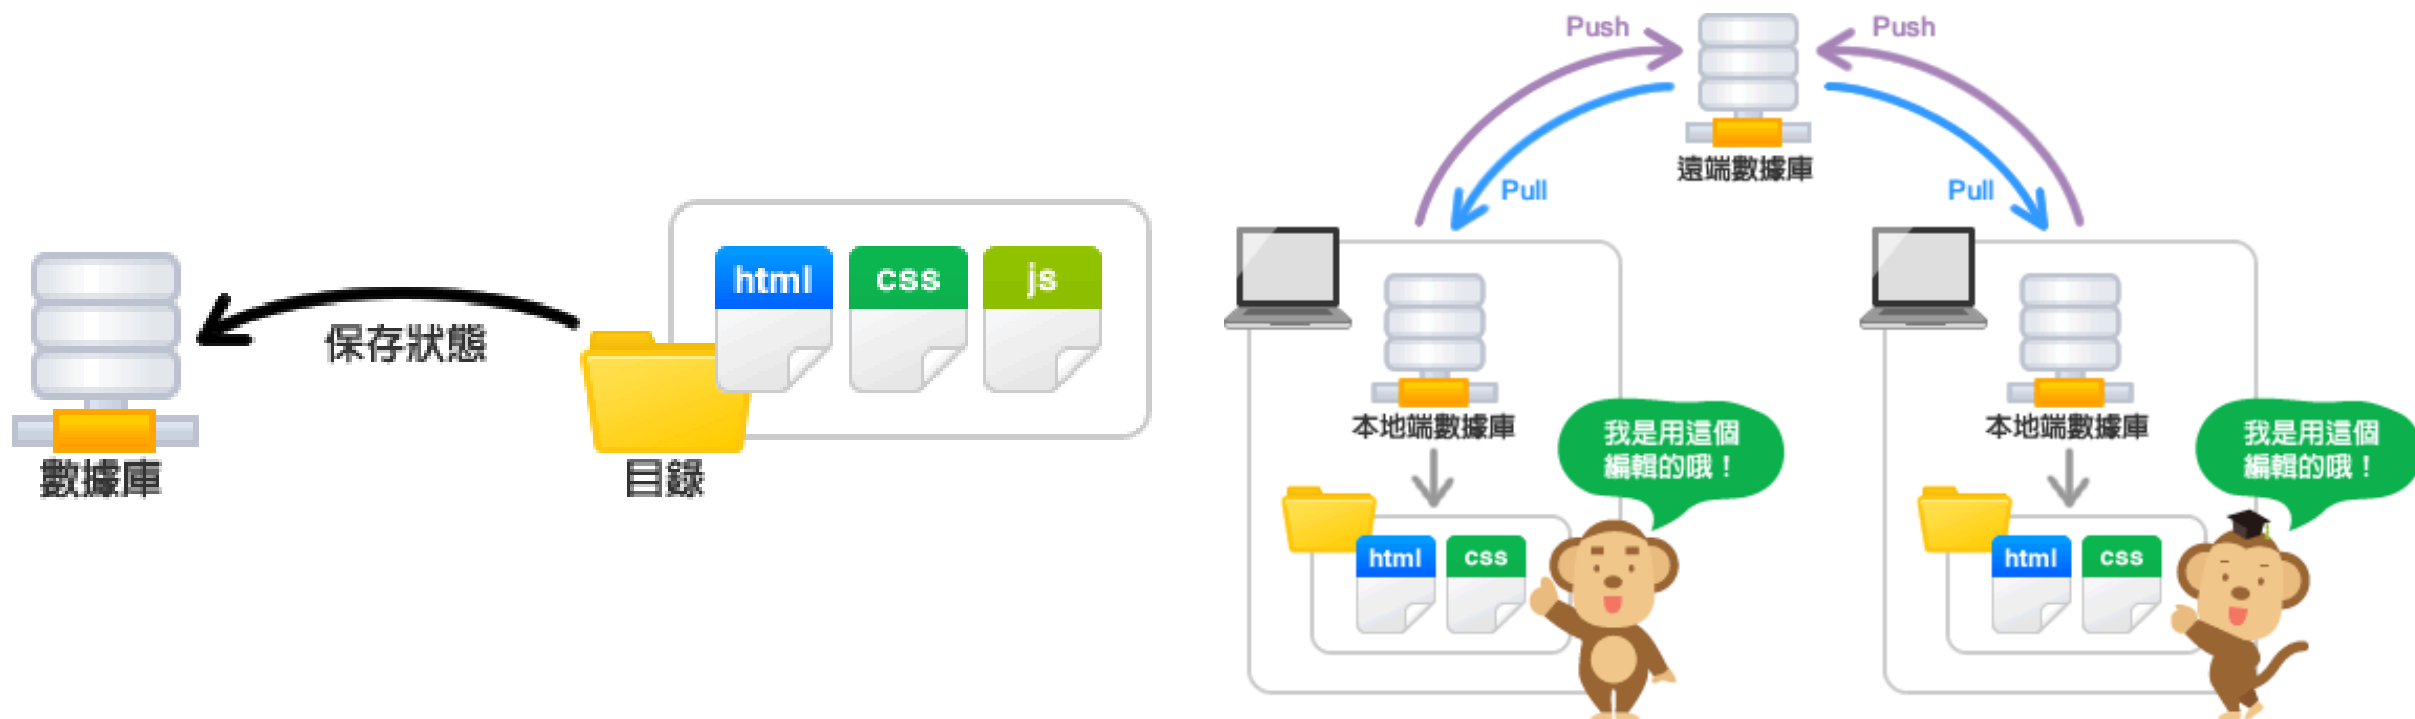 html
css
js
保存狀態
數據庫
目錄
Push
Push
遠端數據庫
Pull
Pull
本地端數據庫
我是用這個
編輯的哦！
html
css
本地端數據庫
我是用這個
編輯的哦！
html
css